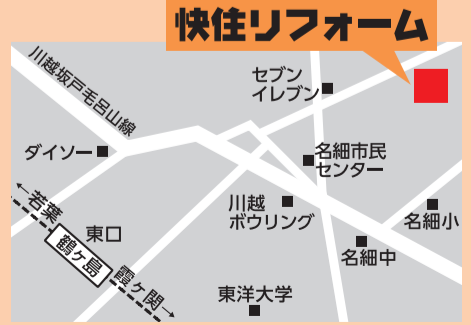 快住リフォーム
川越坂戸毛呂山線
セブン
イレブン
ダイソー
名細市民
センター
←若葉
川越
ボウリング
名細小
東口
鶴ヶ島
名細中
霞ヶ関→
東洋大学